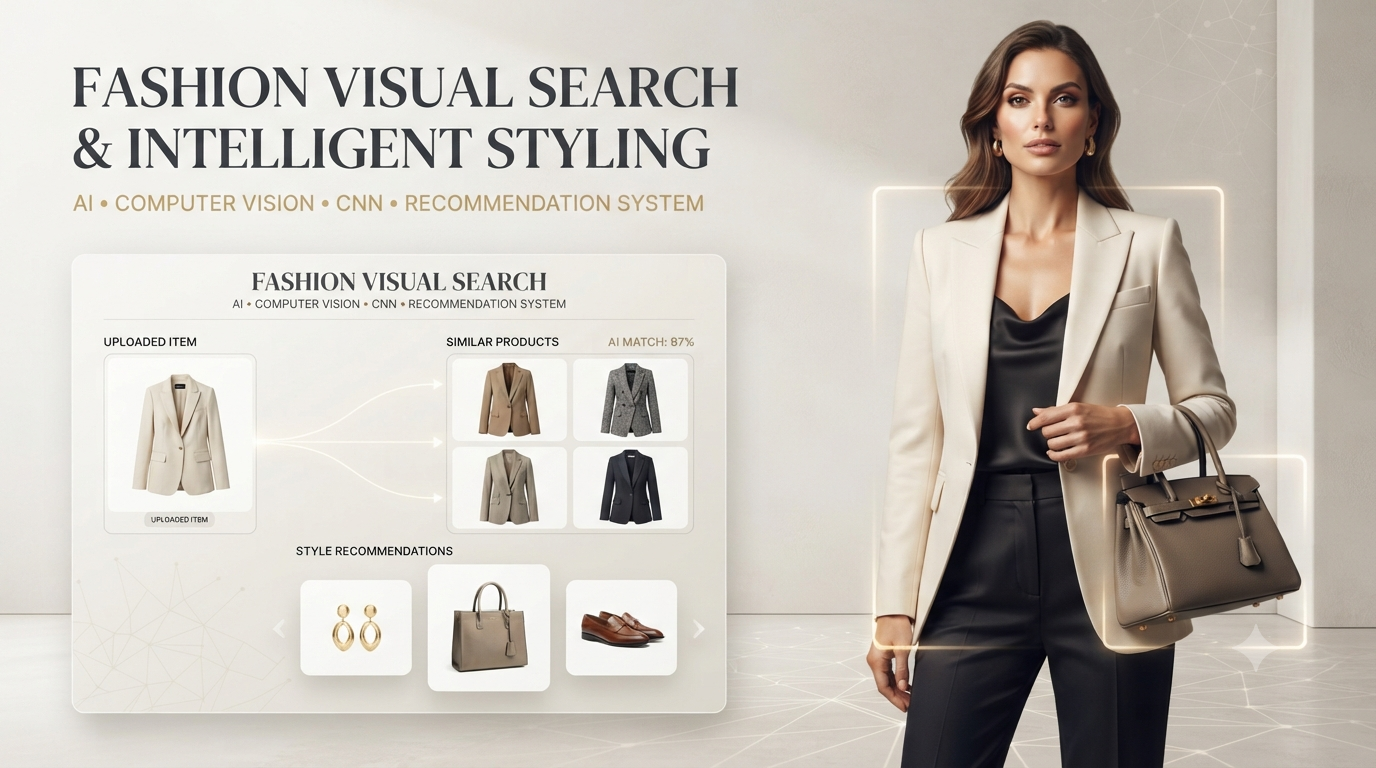 FASHION VISUAL SEARCH
& INTELLIGENT STYLING
AI • COMPUTER VISION • CNN • RECOMMENDATION SYSTEM
FASHION VISUAL SEARCH
AI • COMPUTER VISION • CNN • RECOMMENDATION SYSTEM
UPLOADED ITEM
SIMILAR PRODUCTS
AI MATCH: 87%
UPLOADED ITEM
STYLE RECOMMENDATIONS